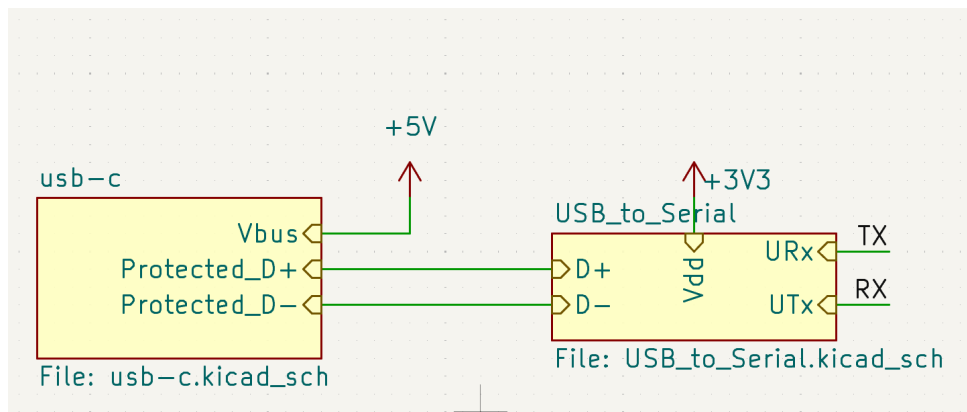 +5V
usb-c
+3V3
USB_to_Serial
Vbus
Protected_D+
Protected_D-
D+
D-
Vdd
URx
TX
UTx
RX
File: usb-c.kicad_sch
File: USB_to_Serial.kicad_sch